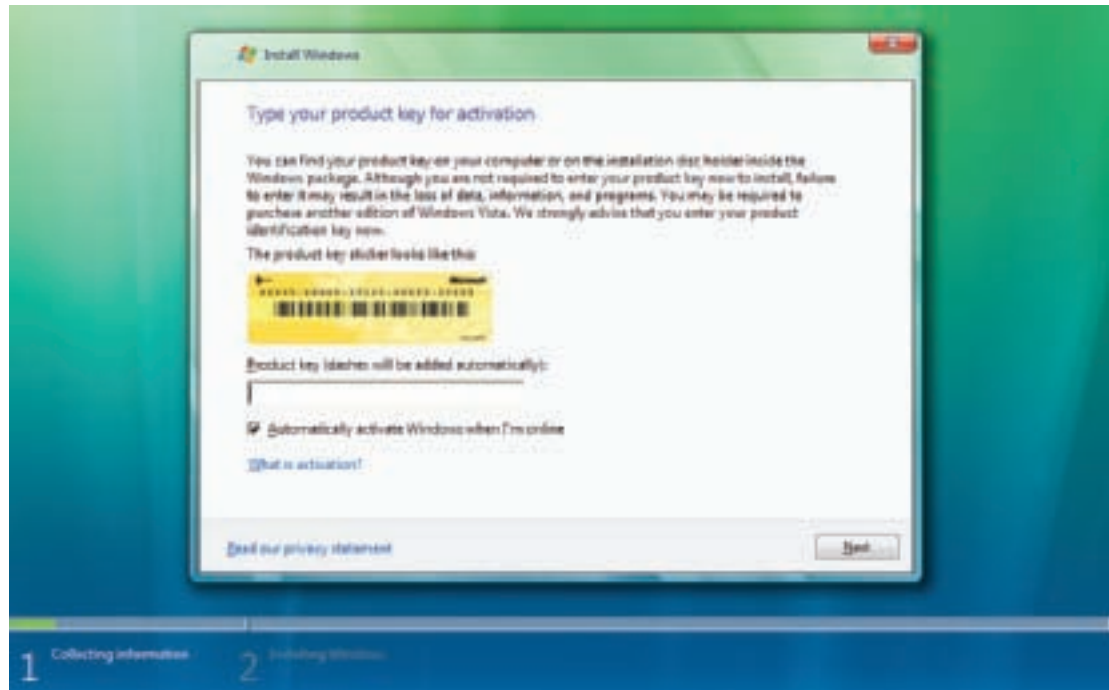 Install Windows
Type your product key for activation
You can find your product key on your computer or on the installation disc holder inside the
Windows package. Although you are not required to enter your product key now to install, failure
to enter it may result in the loss of data, information, and programs. You may be required to
purchase another edition of Windows Vista. We strongly advise that you enter your product
identification key now.
The product key sticker looks like this:
Microsoft
Product key (dashes will be added automatically):
Automatically activate Windows when I'm online
What is activation?
Read our privacy statement
Next
1 Collecting information
2 Installing Windows